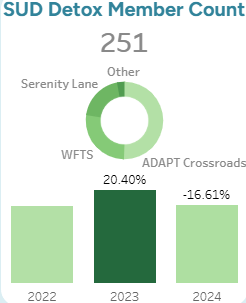 SUD Detox Member Count
251
Other
Serenity Lane
WFTS
ADAPT Crossroads
20.40%
-16.61%
2022 2023 2024